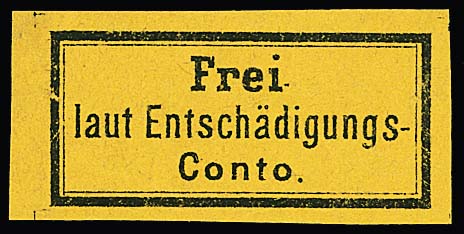 Frei
laut Entschädigungs-
Conto.